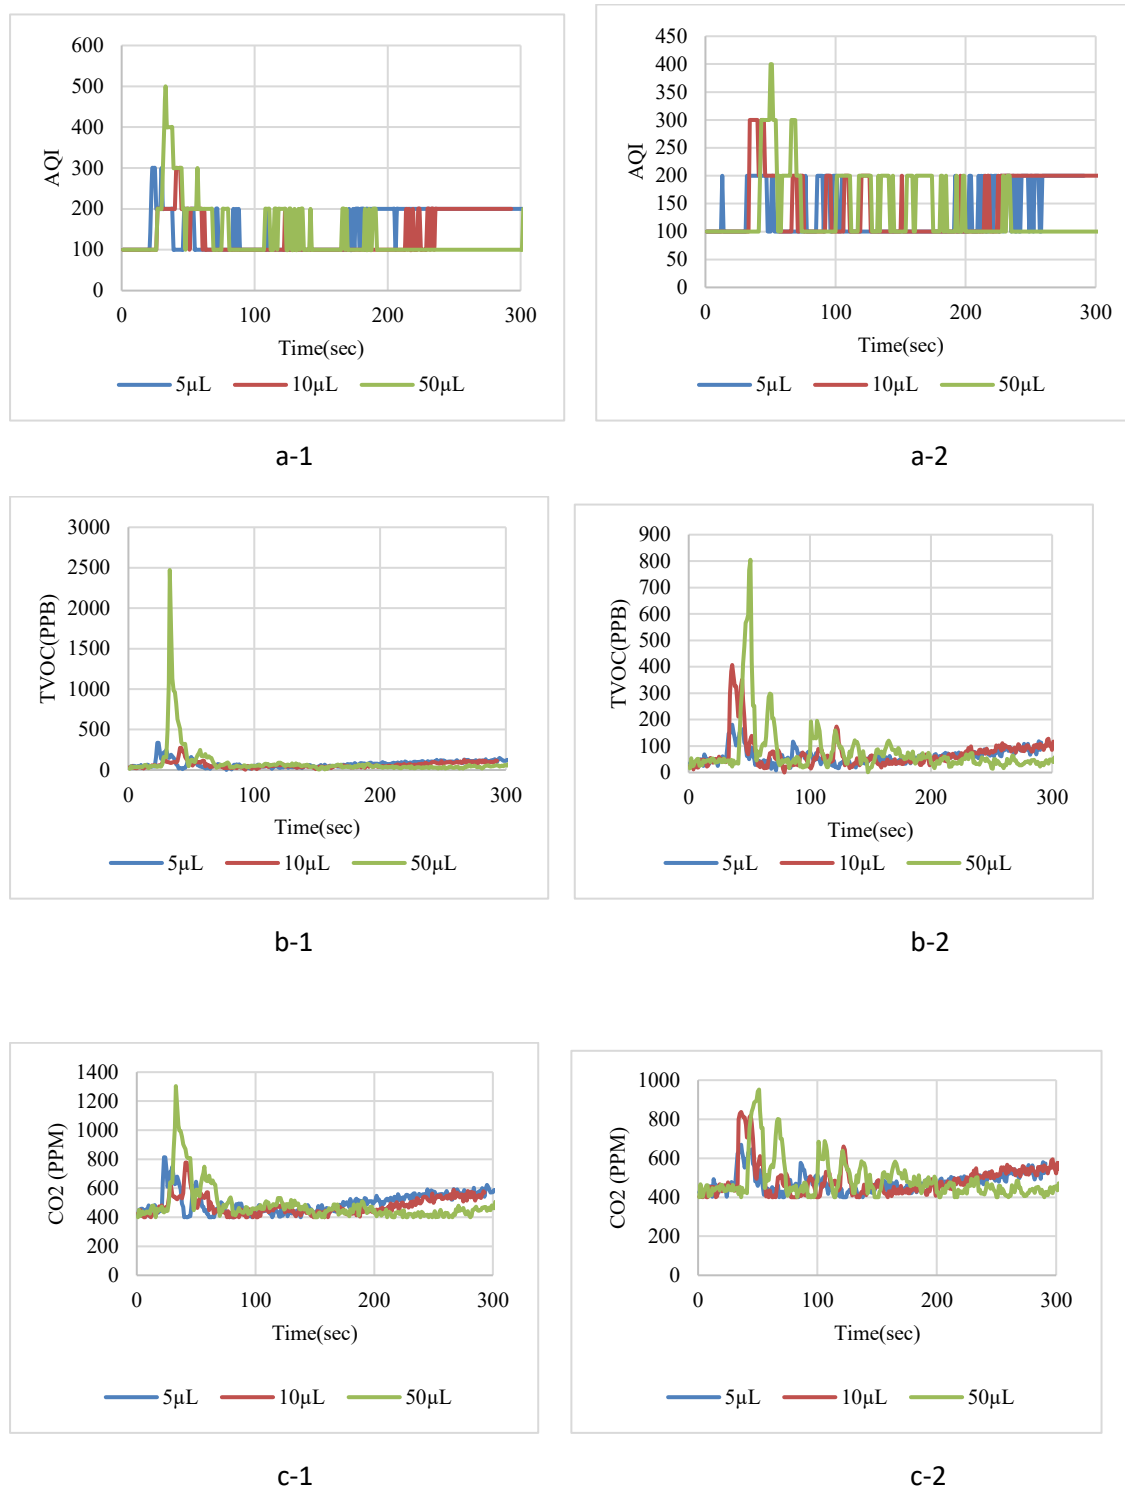 600
500
400
300
200
100
0
AQI
0 100 200 300
Time(sec)
5µL 10µL 50µL
a-1
450
400
350
300
250
200
150
100
50
0
AQI
0 100 200 300
Time(sec)
5µL 10µL 50µL
a-2
3000
2500
2000
1500
1000
500
0
TVOC(PPB)
0 100 200 300
Time(sec)
5µL 10µL 50µL
b-1
900
800
700
600
500
400
300
200
100
0
TVOC(PPB)
0 100 200 300
Time(sec)
5µL 10µL 50µL
b-2
1400
1200
1000
800
600
400
200
0
CO2 (PPM)
0 100 200 300
Time(sec)
5µL 10µL 50µL
c-1
1000
800
600
400
200
0
CO2 (PPM)
0 100 200 300
Time(sec)
5µL 10µL 50µL
c-2